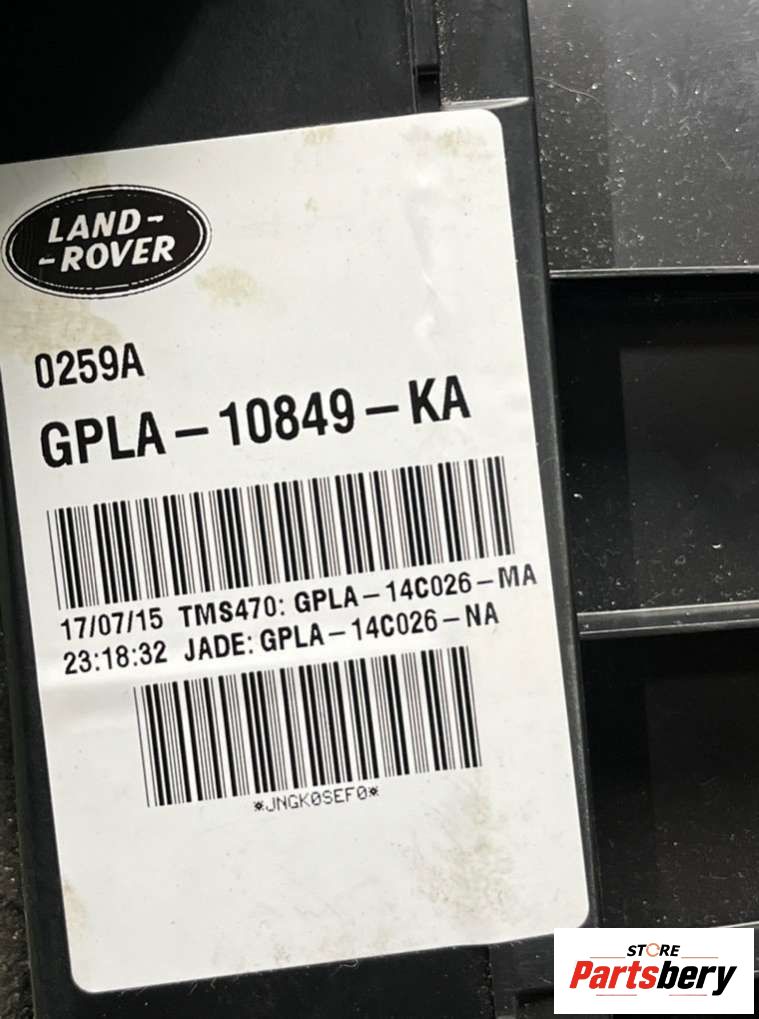 LAND-
-ROVER
0259A
GPLA-10849-KA
17/07/15 TMS470: GPLA-14C026-MA
23:18:32 JADE: GPLA-14C026-NA
*JNGK0SEF0*
STORE
Partsbery